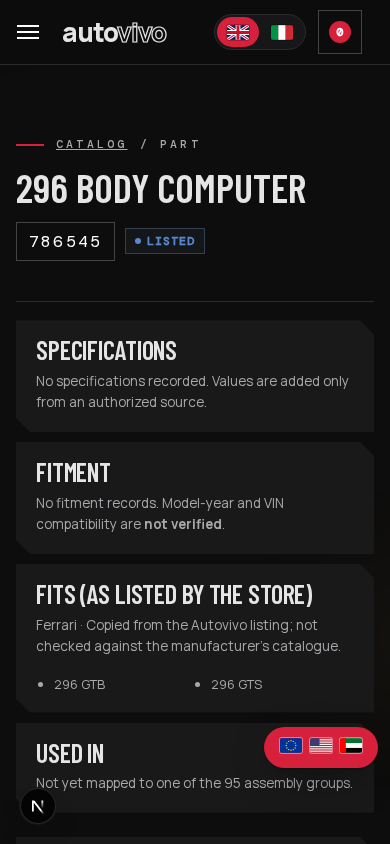 autovivo
0
CATALOG / PART
296 BODY COMPUTER
786545
LISTED
SPECIFICATIONS
No specifications recorded. Values are added only
from an authorized source.
FITMENT
No fitment records. Model-year and VIN
compatibility are not verified.
FITS (AS LISTED BY THE STORE)
Ferrari · Copied from the Autovivo listing; not
checked against the manufacturer's catalogue.
296 GTB
296 GTS
USED IN
Not yet mapped to one of the 95 assembly groups.
N